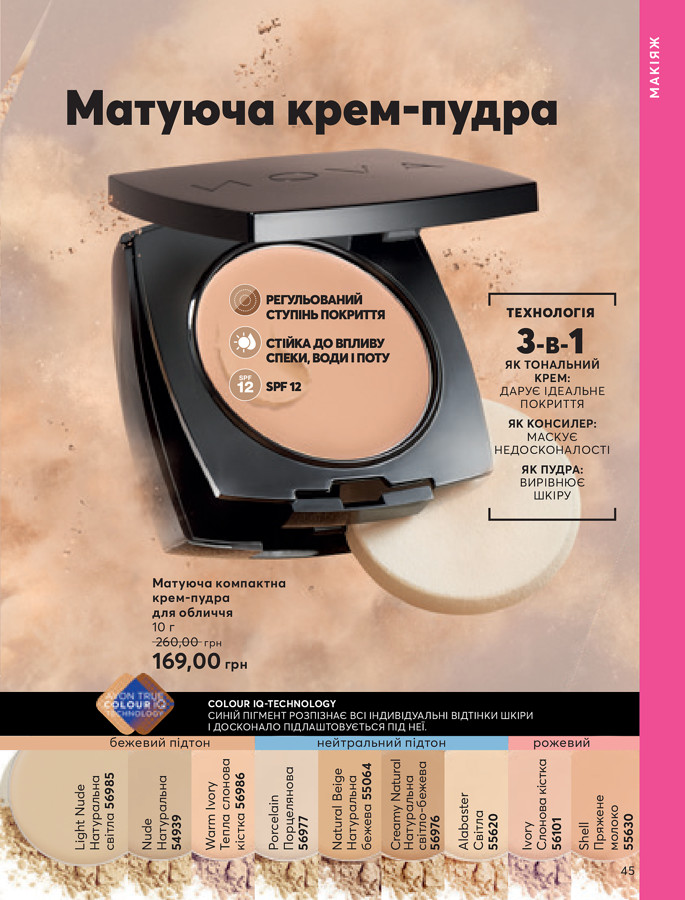 МАКІЯЖ
Матуюча крем-пудра
NOVA
РЕГУЛЬОВАНИЙ
СТУПІНЬ ПОКРИТТЯ
СТІЙКА ДО ВПЛИВУ
СПЕКИ, ВОДИ І ПОТУ
SPF
12
SPF 12
ТЕХНОЛОГІЯ
3-В-1
ЯК ТОНАЛЬНИЙ
КРЕМ:
ДАРУЄ ІДЕАЛЬНЕ
ПОКРИТТЯ
ЯК КОНСИЛЕР:
МАСКУЄ
НЕДОСКОНАЛОСТІ
ЯК ПУДРА:
ВИРІВНЮЄ
ШКІРУ
Матуюча компактна
крем-пудра
для обличчя
10 г
260,00 грн
169,00 грн
AVON TRUE
COLOUR IQ
TECHNOLOGY
COLOUR IQ-TECHNOLOGY
СИНІЙ ПІГМЕНТ РОЗПІЗНАЄ ВСІ ІНДИВІДУАЛЬНІ ВІДТІНКИ ШКІРИ
І ДОСКОНАЛО ПІДЛАШТОВУЄТЬСЯ ПІД НЕЇ.
бежевий підтон
нейтральний підтон
рожевий
Light Nude
Натуральна
світла 56985
Nude
Натуральна
54939
Warm Ivory
Тепла слонова
кістка 56986
Porcelain
Порцелянова
56977
Natural Beige
Натуральна
бежева 55064
Creamy Natural
Натуральна
світло-бежева
56976
Alabaster
Світла
55620
Ivory
Слонова кістка
56101
Shell
Пряжене
молоко
55630
45